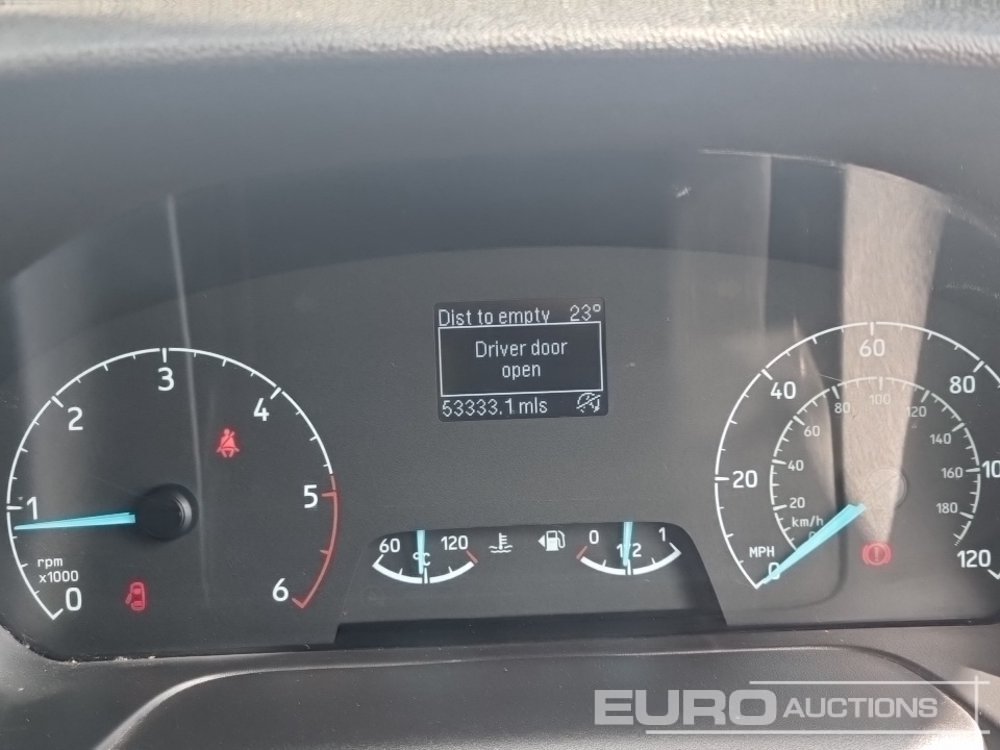 Dist to empty 23°
Driver door
open
53333.1 mls
0 1 2 3 4 5 6
rpm
x1000
60 °C 120
0 1/2 1
0 20 40 60 80 120
MPH
20 40 60 80 100 120 140 160 180
km/h
EURO AUCTIONS